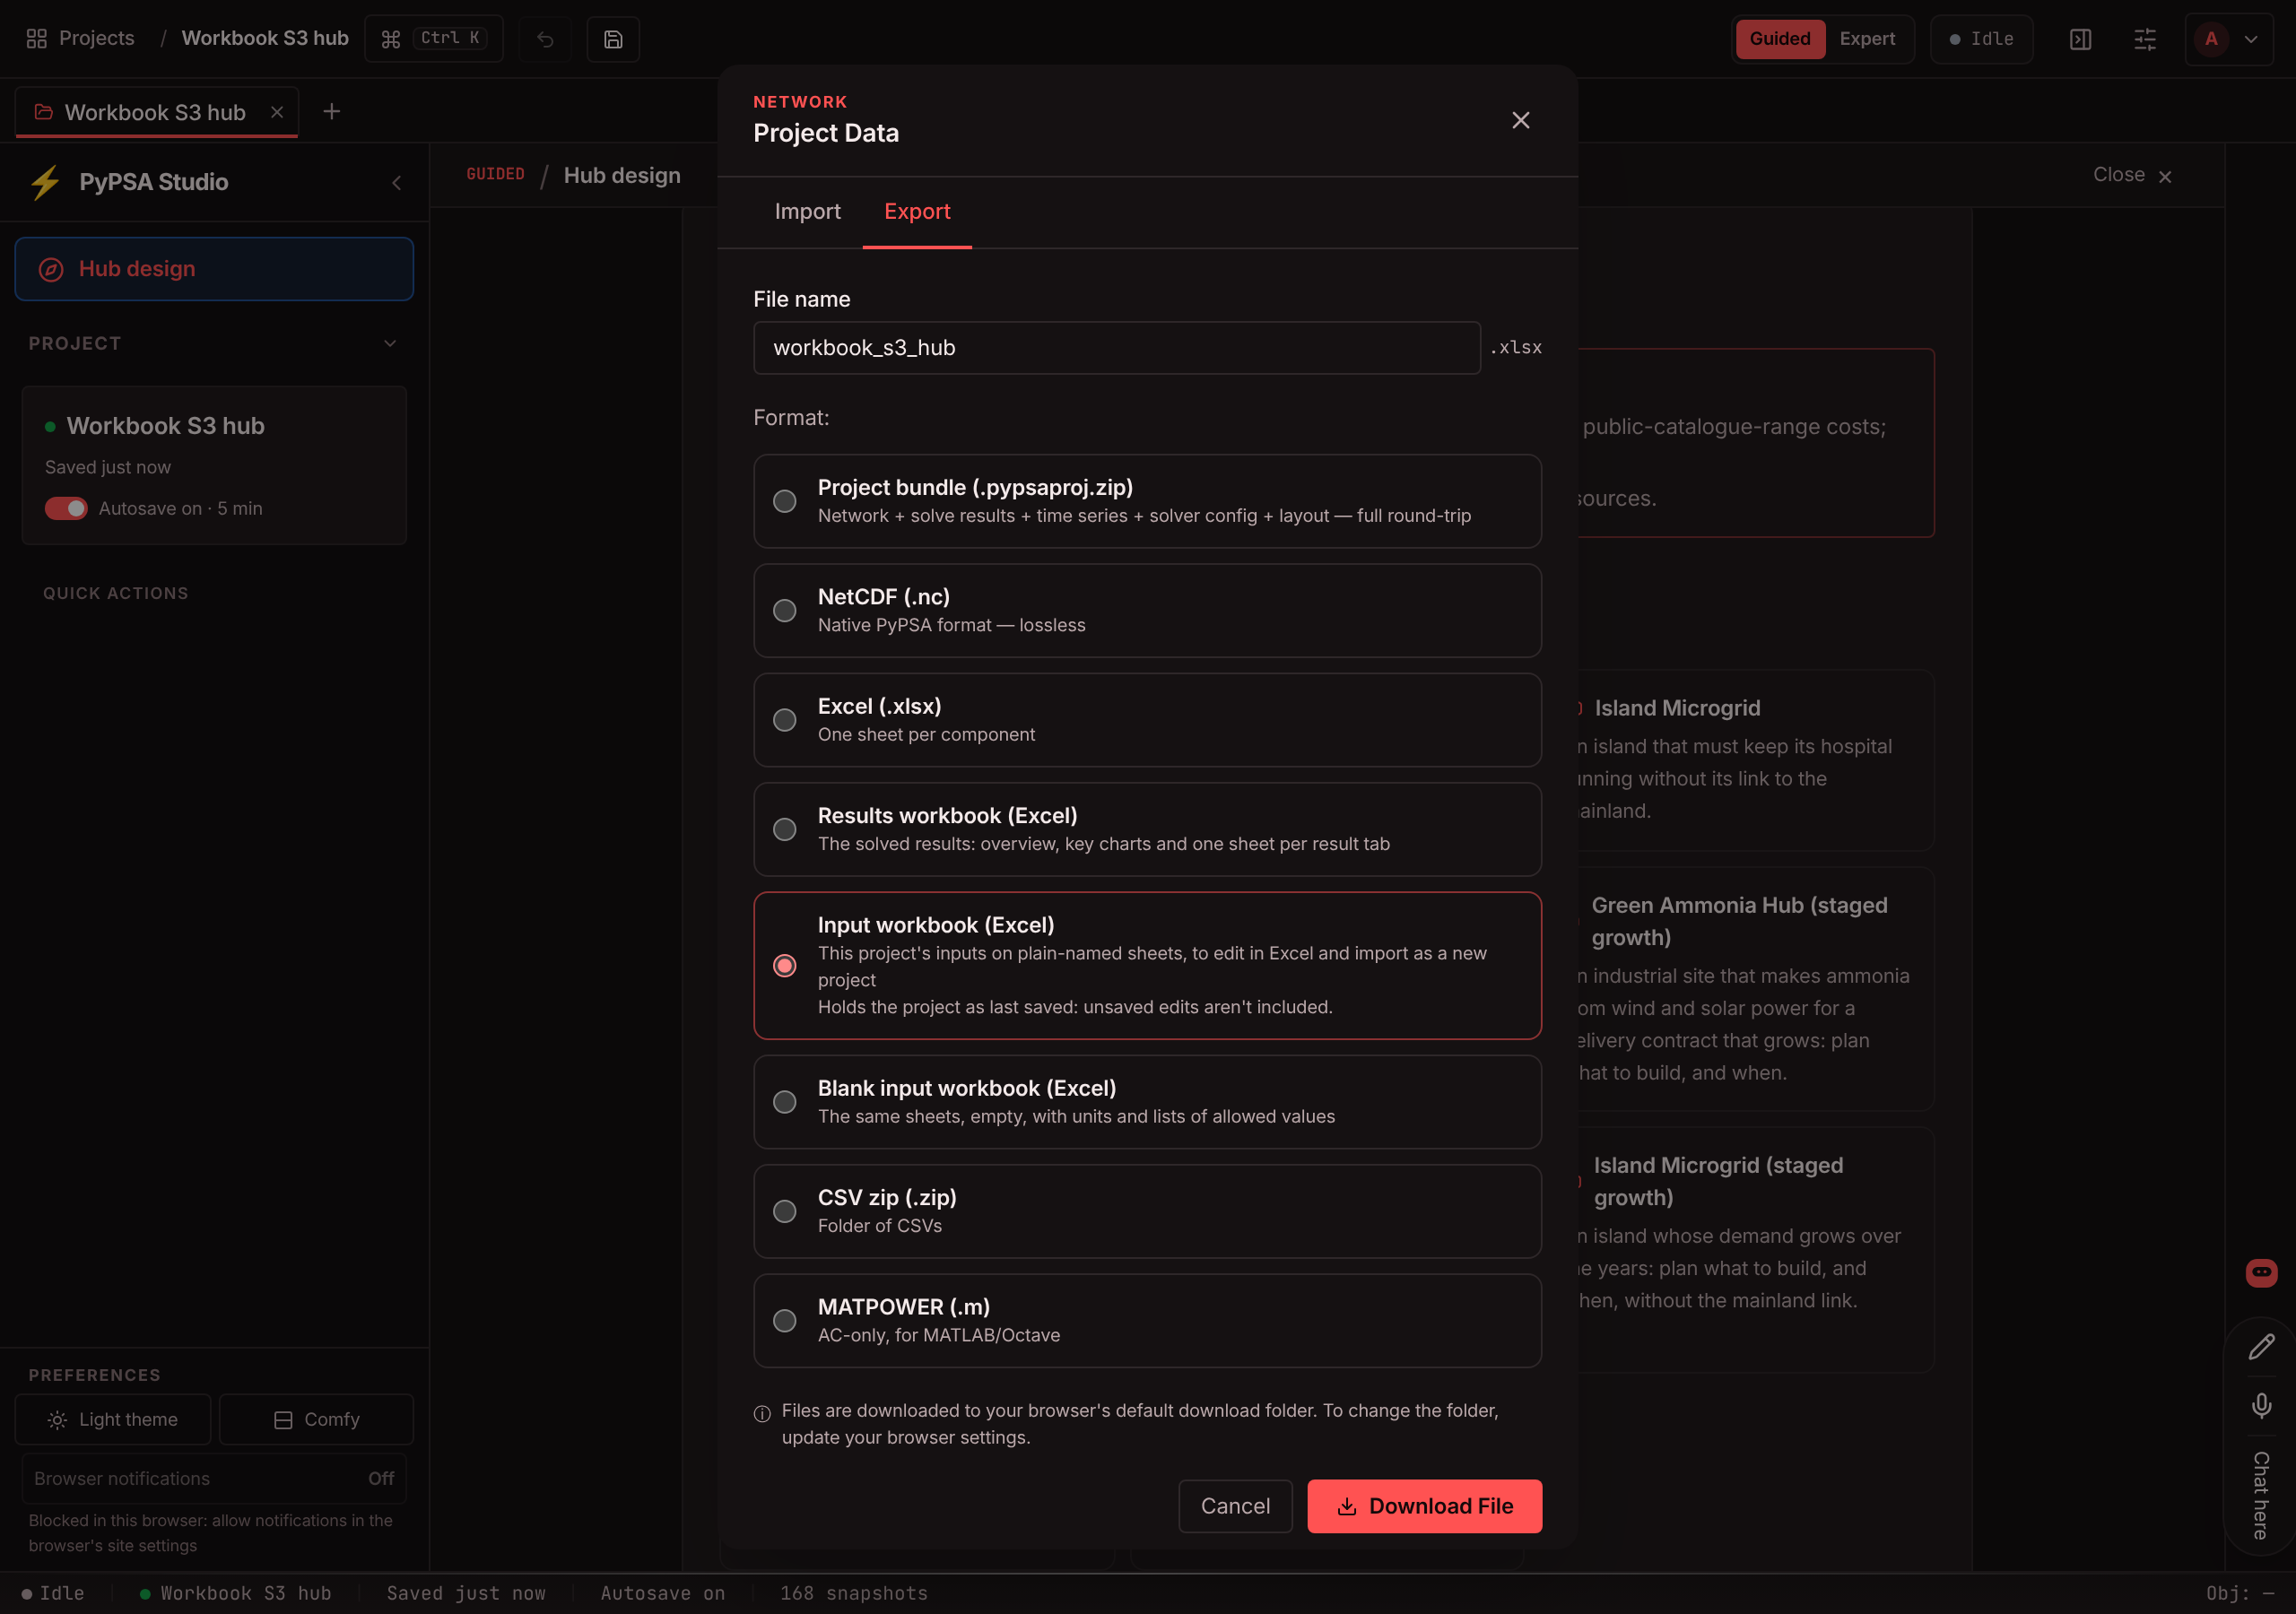 Projects / Workbook S3 hub
Ctrl K
Guided
Expert
Idle
A
Workbook S3 hub
PyPSA Studio
Hub design
PROJECT
Workbook S3 hub
Saved just now
Autosave on · 5 min
QUICK ACTIONS
PREFERENCES
Light theme
Comfy
Browser notifications
Off
Blocked in this browser: allow notifications in the
browser's site settings
GUIDED / Hub design
Close
NETWORK
Project Data
Import
Export
File name
workbook_s3_hub
.xlsx
Format:
Project bundle (.pypsaproj.zip)
Network + solve results + time series + solver config + layout — full round-trip
NetCDF (.nc)
Native PyPSA format — lossless
Excel (.xlsx)
One sheet per component
Results workbook (Excel)
The solved results: overview, key charts and one sheet per result tab
Input workbook (Excel)
This project's inputs on plain-named sheets, to edit in Excel and import as a new
project
Holds the project as last saved: unsaved edits aren't included.
Blank input workbook (Excel)
The same sheets, empty, with units and lists of allowed values
CSV zip (.zip)
Folder of CSVs
MATPOWER (.m)
AC-only, for MATLAB/Octave
Files are downloaded to your browser's default download folder. To change the folder,
update your browser settings.
Cancel
Download File
public-catalogue-range costs;
sources.
Island Microgrid
island that must keep its hospital
without its link to the
Green Ammonia Hub (staged
growth)
industrial site that makes ammonia
wind and solar power for a
contract that grows: plan
to build, and when.
Island Microgrid (staged
growth)
island whose demand grows over
years: plan what to build, and
without the mainland link.
Chat here
Idle
Workbook S3 hub
Saved just now
Autosave on
168 snapshots
Obj: —